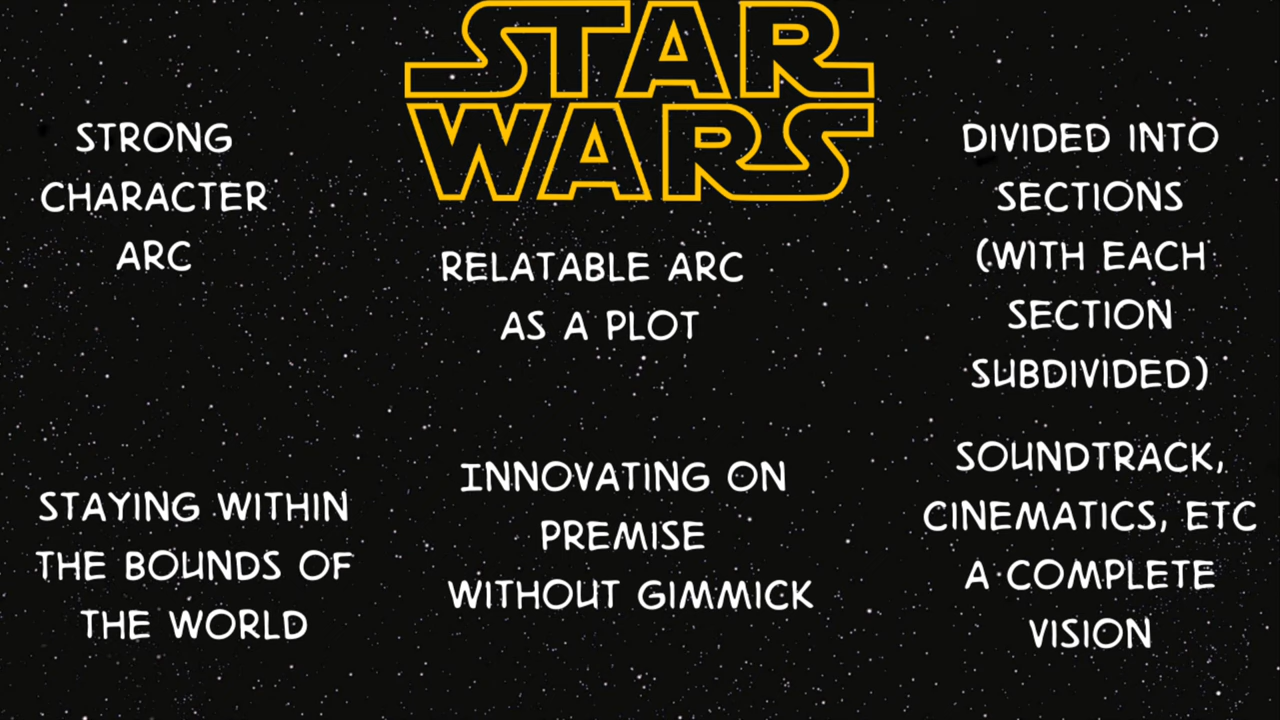 STAR
WARS
STRONG
CHARACTER
ARC
RELATABLE ARC
AS A PLOT
DIVIDED INTO
SECTIONS
(WITH EACH
SECTION
SUBDIVIDED)
STAYING WITHIN
THE BOUNDS OF
THE WORLD
INNOVATING ON
PREMISE
WITHOUT GIMMICK
SOUNDTRACK,
CINEMATICS, ETC
A COMPLETE
VISION